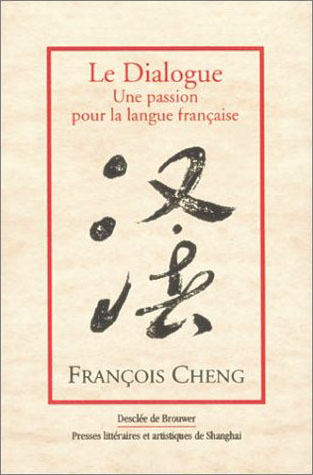 Le Dialogue
Une passion
pour la langue française
汉
法
FRANÇOIS CHENG
Desclée de Brouwer
Presses littéraires et artistiques de Shanghai